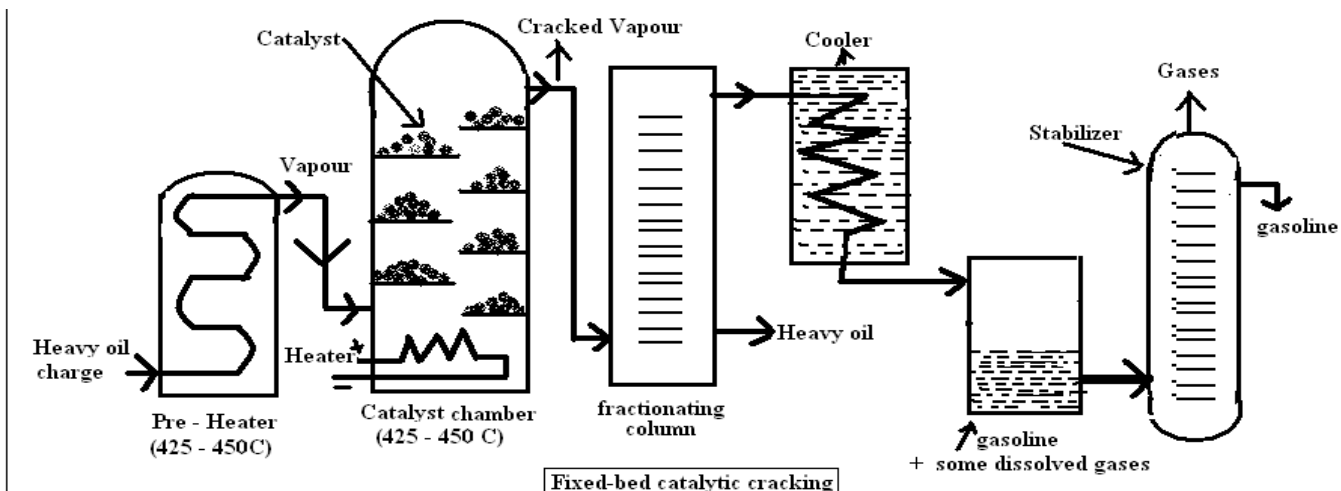 Catalyst
Cracked Vapour
Cooler
Gases
Stabilizer
Vapour
gasoline
Heavy oil
charge
Heater
Heavy oil
Pre - Heater
(425 - 450C)
Catalyst chamber
(425 - 450 C)
fractionating
column
gasoline
+ some dissolved gases
Fixed-bed catalytic cracking